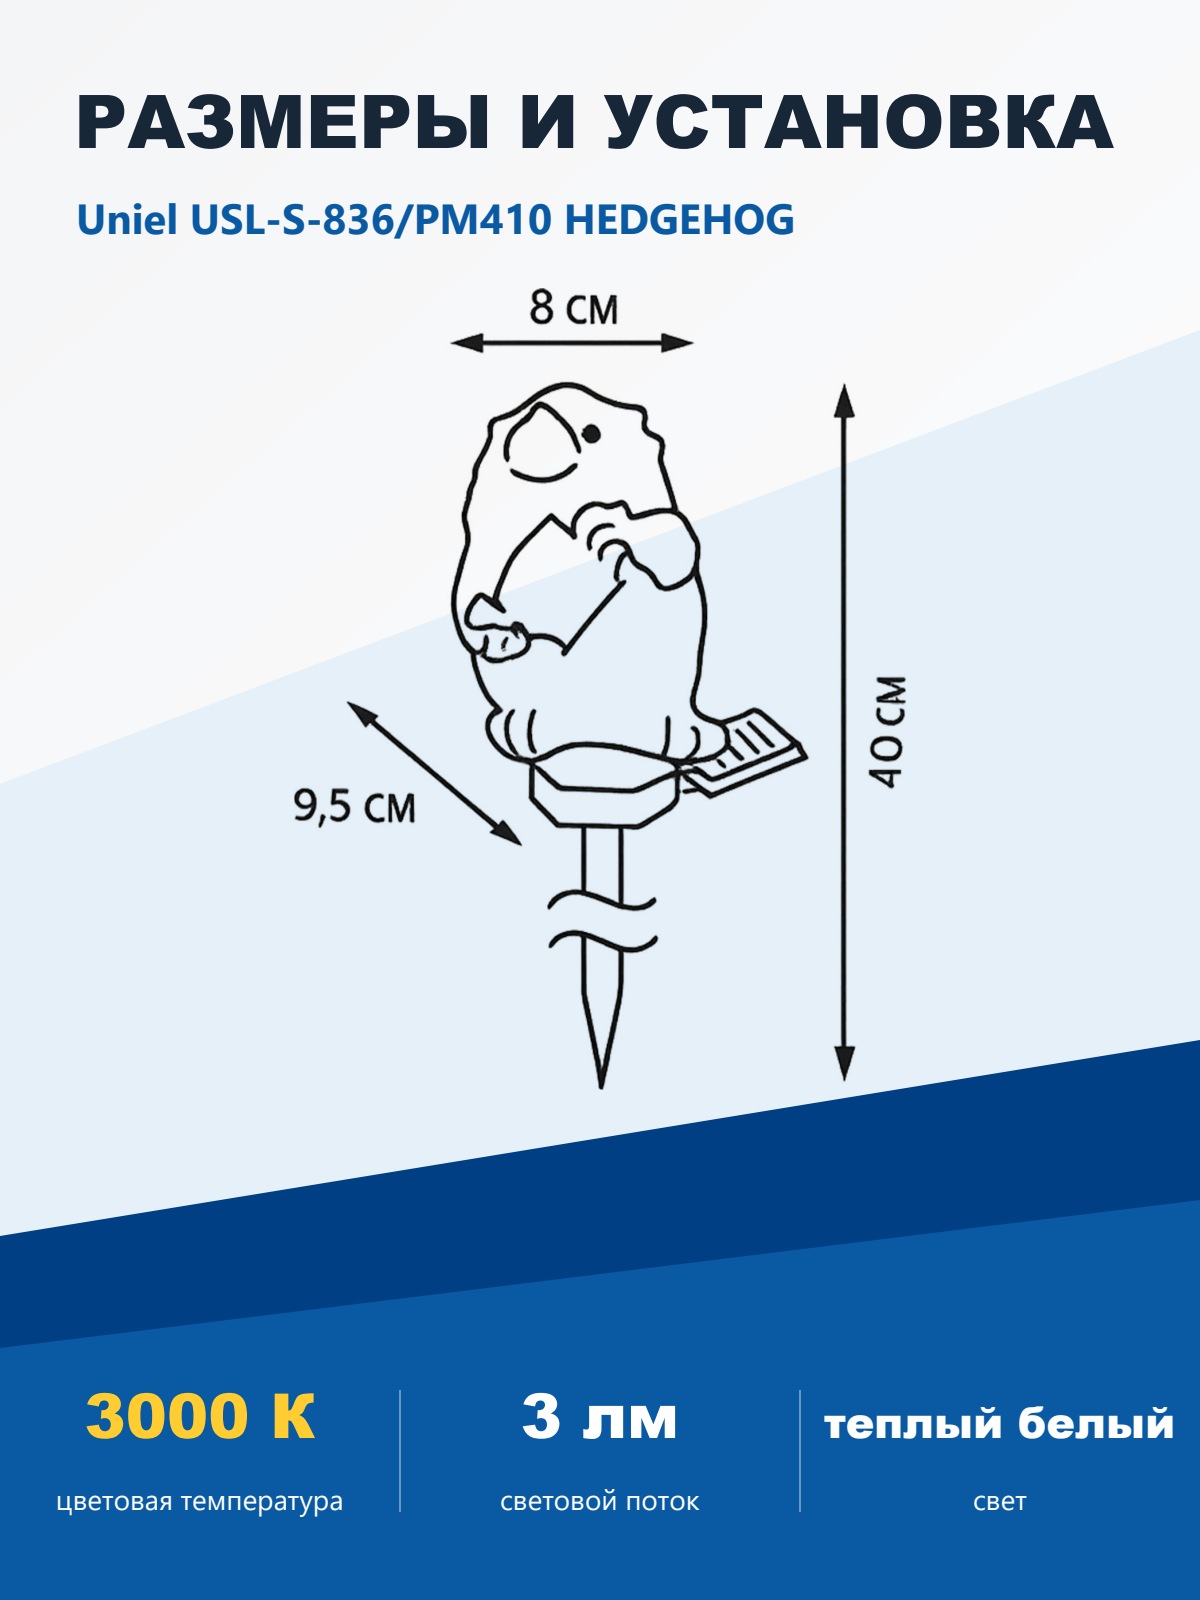 РАЗМЕРЫ И УСТАНОВКА
Uniel USL-S-836/PM410 HEDGEHOG
8 СМ
40 СМ
9,5 СМ
3000 К
цветовая температура
3 лм
световой поток
теплый белый
свет